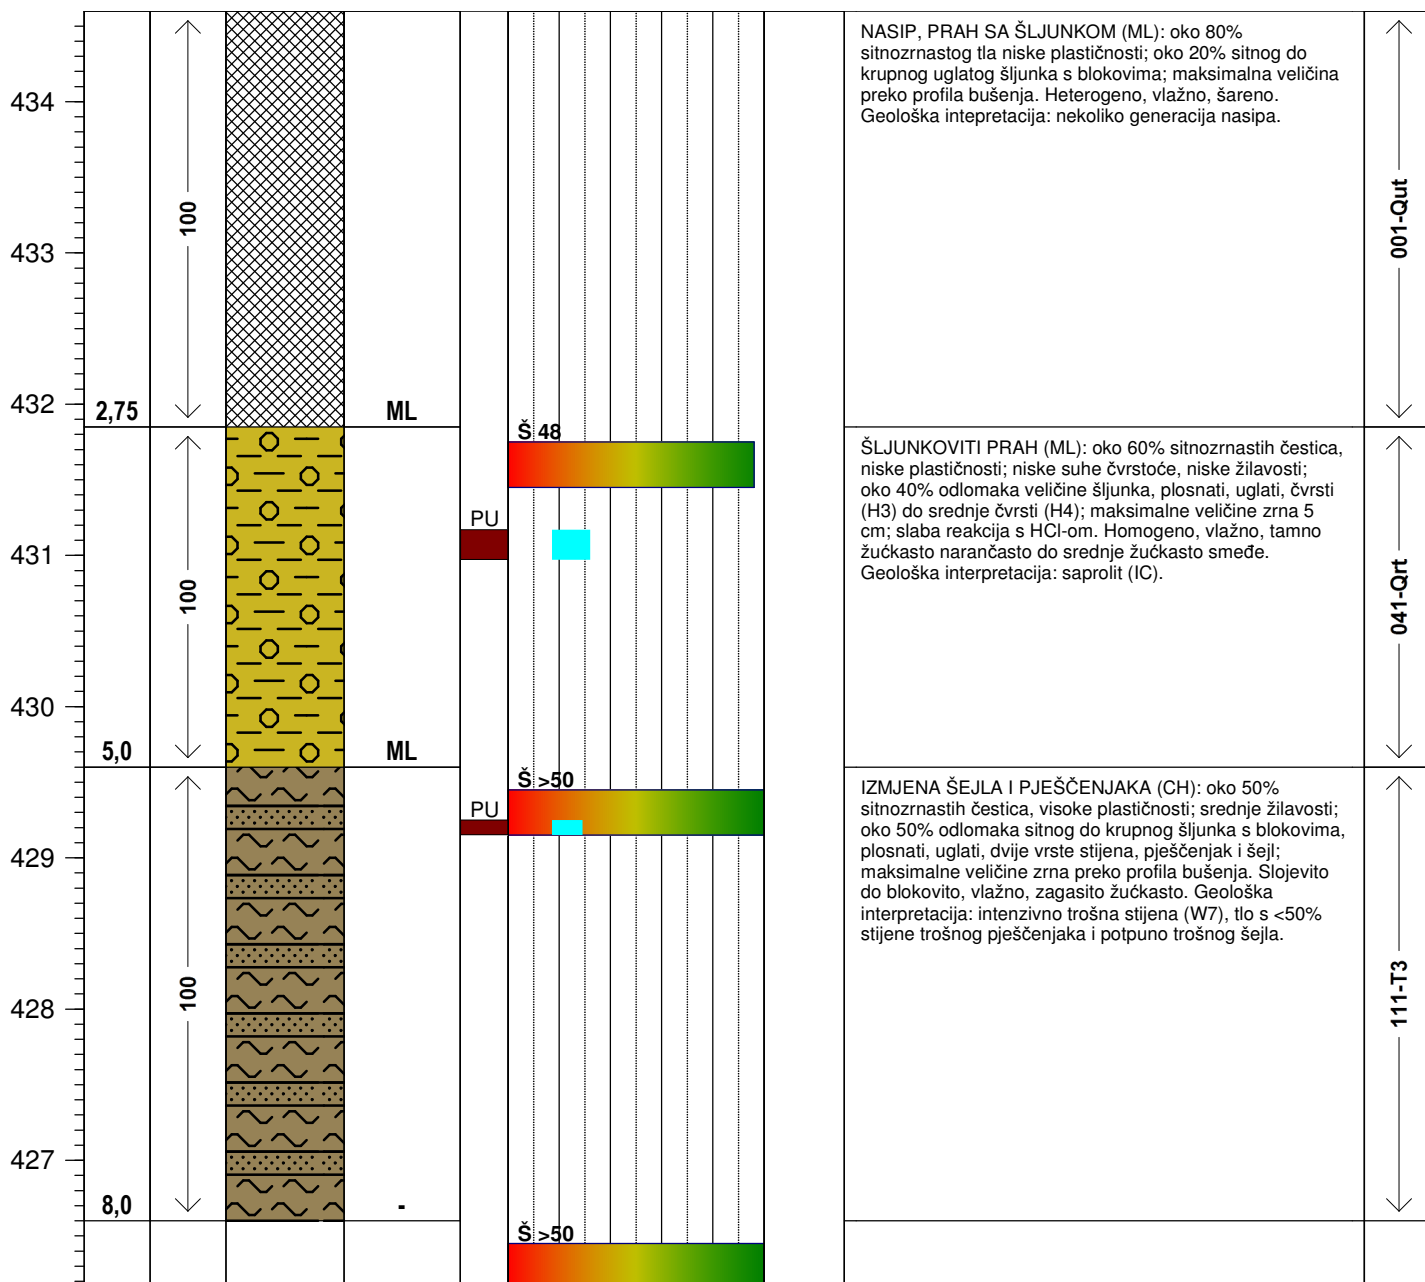 434
433
432
431
430
429
428
427
2,75
5,0
8,0
100
100
100
ML
ML
-
PU
PU
Š 48
Š >50
Š >50
NASIP, PRAH SA ŠLJUNKOM (ML): oko 80%
sitnozrnastog tla niske plastičnosti; oko 20% sitnog do
krupnog uglatog šljunka s blokovima; maksimalna veličina
preko profila bušenja. Heterogeno, vlažno, šareno.
Geološka intepretacija: nekoliko generacija nasipa.
ŠLJUNKOVITI PRAH (ML): oko 60% sitnozrnastih čestica,
niske plastičnosti; niske suhe čvrstoće, niske žilavosti;
oko 40% odlomaka veličine šljunka, plosnati, uglati, čvrsti
(H3) do srednje čvrsti (H4); maksimalne veličine zrna 5
cm; slaba reakcija s HCl-om. Homogeno, vlažno, tamno
žućkasto narančasto do srednje žućkasto smeđe.
Geološka interpretacija: saprolit (IC).
IZMJENA ŠEJLA I PJEŠČENJAKA (CH): oko 50%
sitnozrnastih čestica, visoke plastičnosti; srednje žilavosti;
oko 50% odlomaka sitnog do krupnog šljunka s blokovima,
plosnati, uglati, dvije vrste stijena, pješčenjak i šejl;
maksimalne veličine zrna preko profila bušenja. Slojevito
do blokovito, vlažno, zagasito žućkasto. Geološka
interpretacija: intenzivno trošna stijena (W7), tlo s <50%
stijene trošnog pješčenjaka i potpuno trošnog šejla.
001-Qut
041-Qrt
111-T3